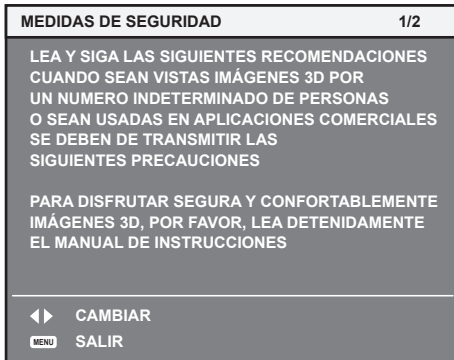 MEDIDAS DE SEGURIDAD 1/2
LEA Y SIGA LAS SIGUIENTES RECOMENDACIONES
CUANDO SEAN VISTAS IMÁGENES 3D POR
UN NUMERO INDETERMINADO DE PERSONAS
O SEAN USADAS EN APLICACIONES COMERCIALES
SE DEBEN DE TRANSMITIR LAS
SIGUIENTES PRECAUCIONES
PARA DISFRUTAR SEGURA Y CONFORTABLEMENTE
IMÁGENES 3D, POR FAVOR, LEA DETENIDAMENTE
EL MANUAL DE INSTRUCCIONES
CAMBIAR
MENU SALIR